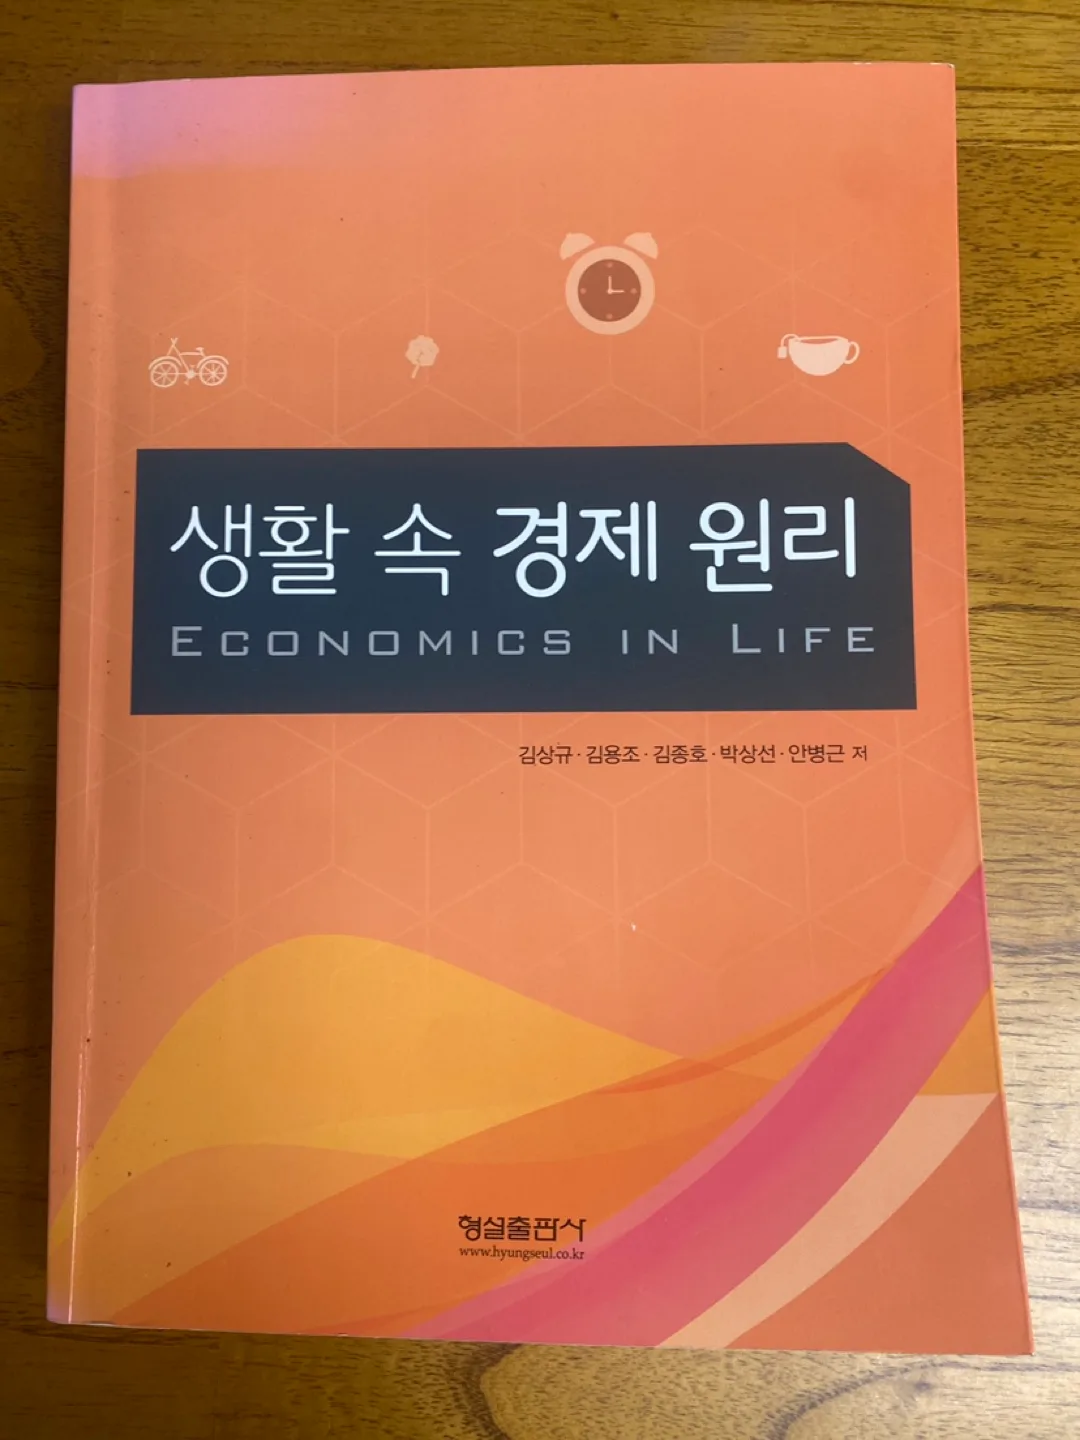 생활 속 경제 원리
ECONOMICS IN LIFE
김상규·김용조·김종호·박상선·안병근 저
형설출판사
www.hyungseul.co.kr